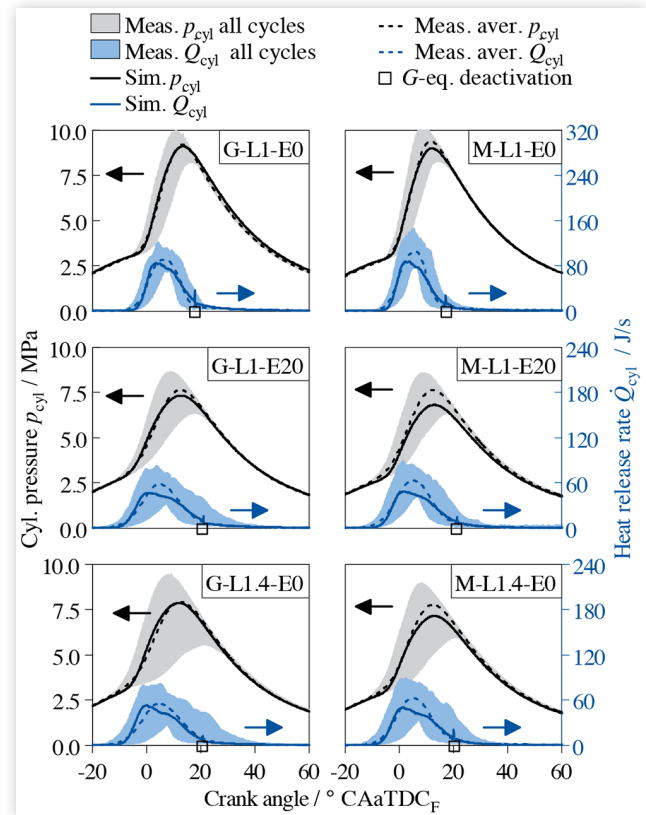 Meas. pcyl all cycles
Meas. Qcyl all cycles
Sim. pcyl
Sim. Qcyl
Meas. aver. pcyl
Meas. aver. Qcyl
G-eq. deactivation
Cyl. pressure pcyl / MPa
10.0
7.5
5.0
2.5
0.0
G-L1-E0
M-L1-E0
320
240
160
80
0
10.0
7.5
5.0
2.5
0.0
G-L1-E20
M-L1-E20
240
180
120
60
0
10.0
7.5
5.0
2.5
0.0
G-L1.4-E0
M-L1.4-E0
240
180
120
60
0
Heat release rate Q̇cyl / J/s
-20 0 20 40 60
-20 0 20 40 60
Crank angle / ° CAaTDCF